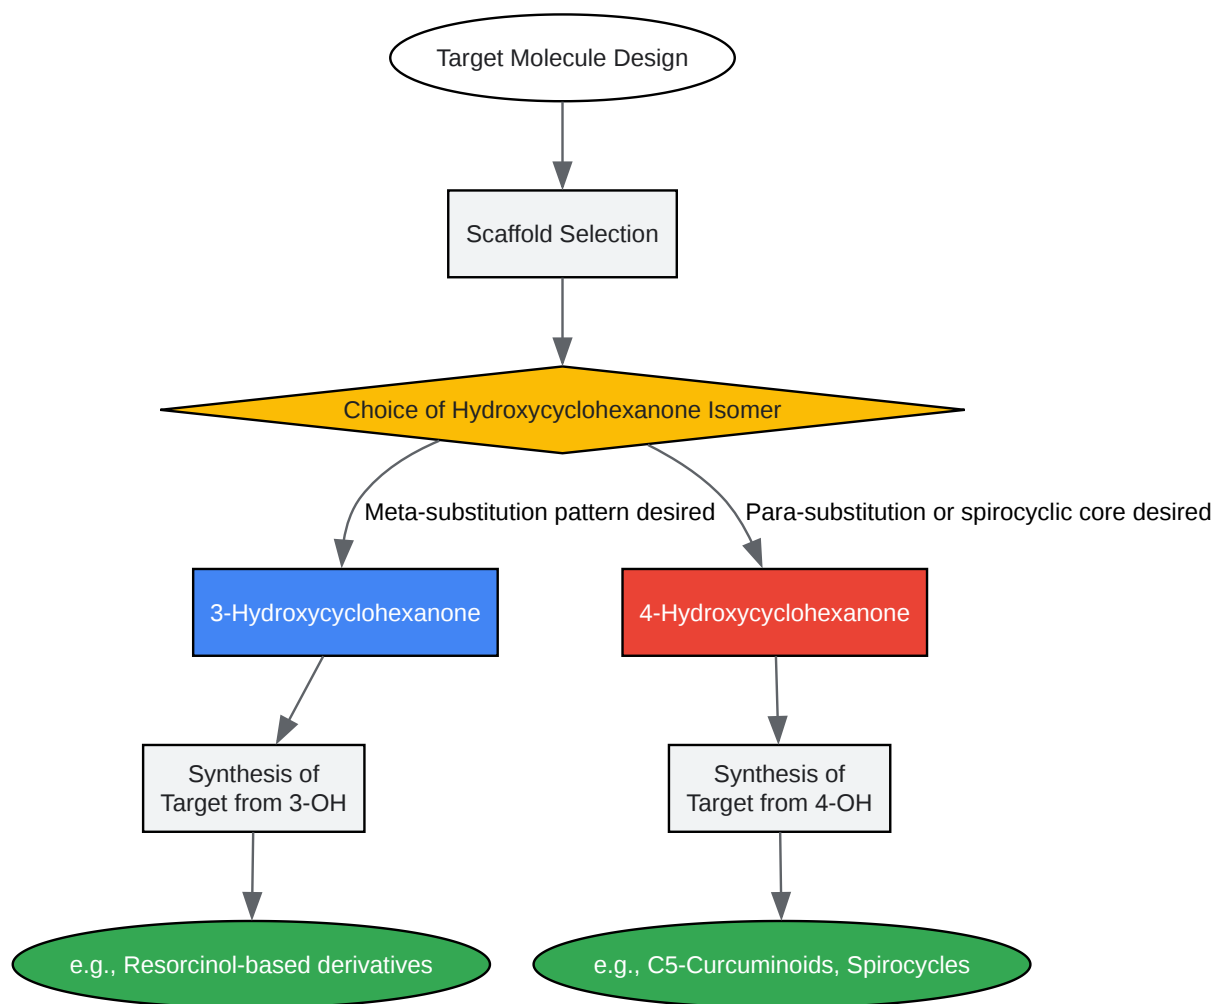 Target Molecule Design
Scaffold Selection
Choice of Hydroxycyclohexanone Isomer
Meta-substitution pattern desired
Para-substitution or spirocyclic core desired
3-Hydroxycyclohexanone
4-Hydroxycyclohexanone
Synthesis of
Target from 3-OH
Synthesis of
Target from 4-OH
e.g., Resorcinol-based derivatives
e.g., C5-Curcuminoids, Spirocycles